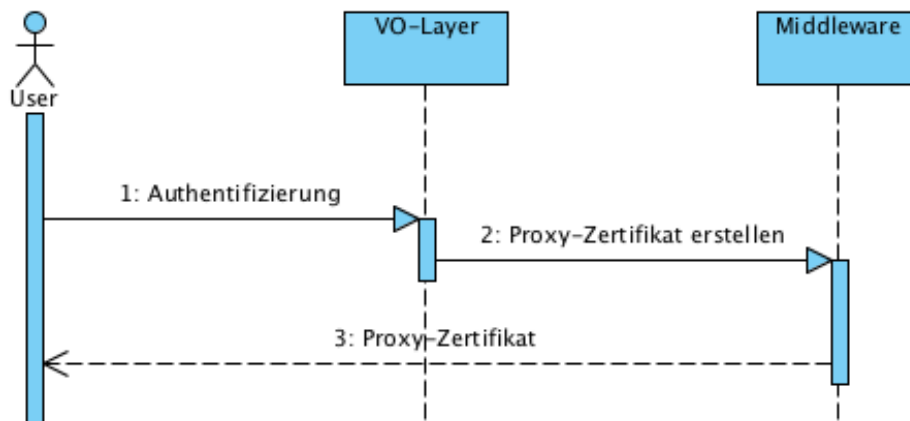 VO-Layer
Middleware
User
1: Authentifizierung
2: Proxy-Zertifikat erstellen
3: Proxy-Zertifikat